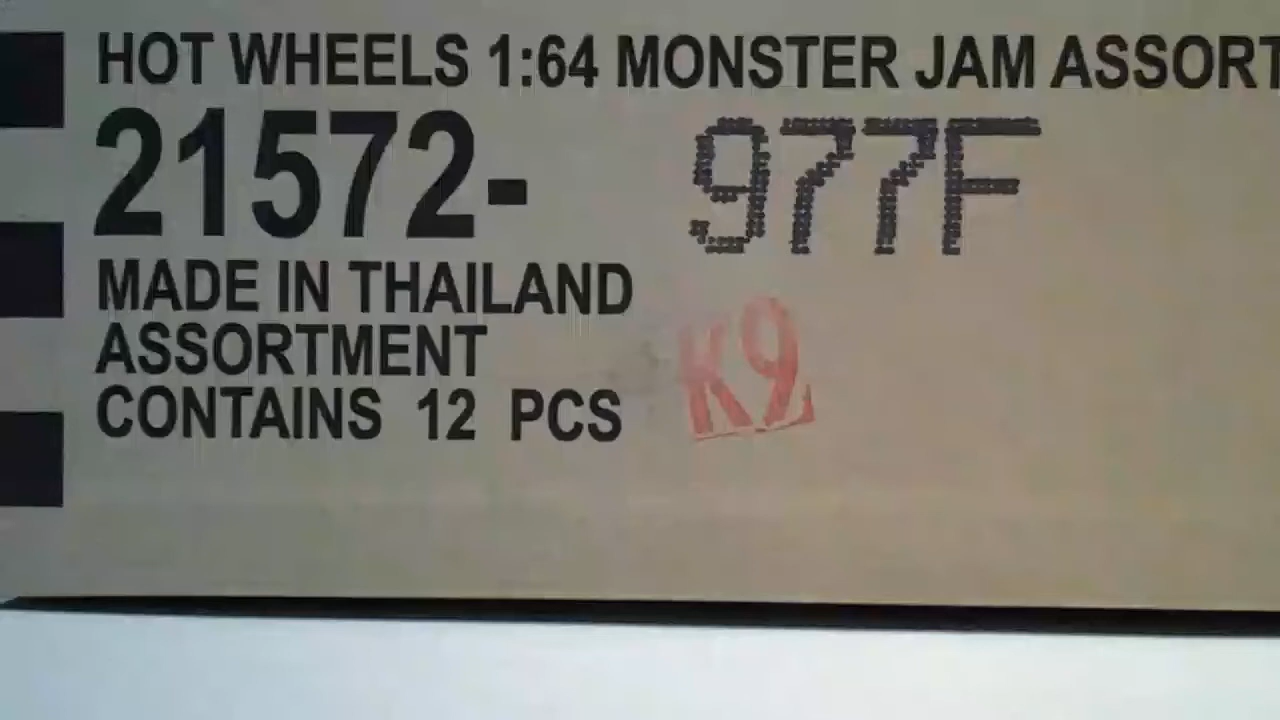 HOT WHEELS 1:64 MONSTER JAM ASSORT
21572- 977F
MADE IN THAILAND
ASSORTMENT
CONTAINS 12 PCS
K9